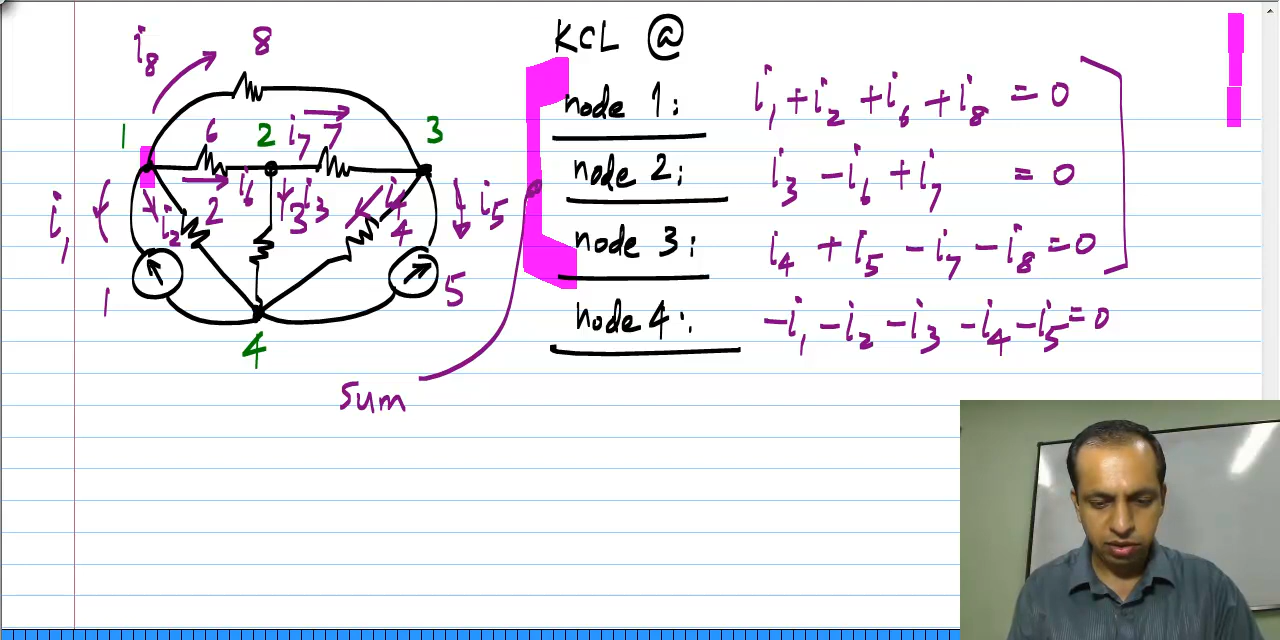 KCL @
node 1: i1 + i2 + i6 + i8 = 0
node 2: i3 - i6 + i7 = 0
node 3: i4 + i5 - i7 - i8 = 0
node 4: -i1 - i2 - i3 - i4 - i5 = 0
i8 8
1 6 2 i7 7 3
i1 i2 2 i6 3 i3 i4 4 i5
1 5
4
sum